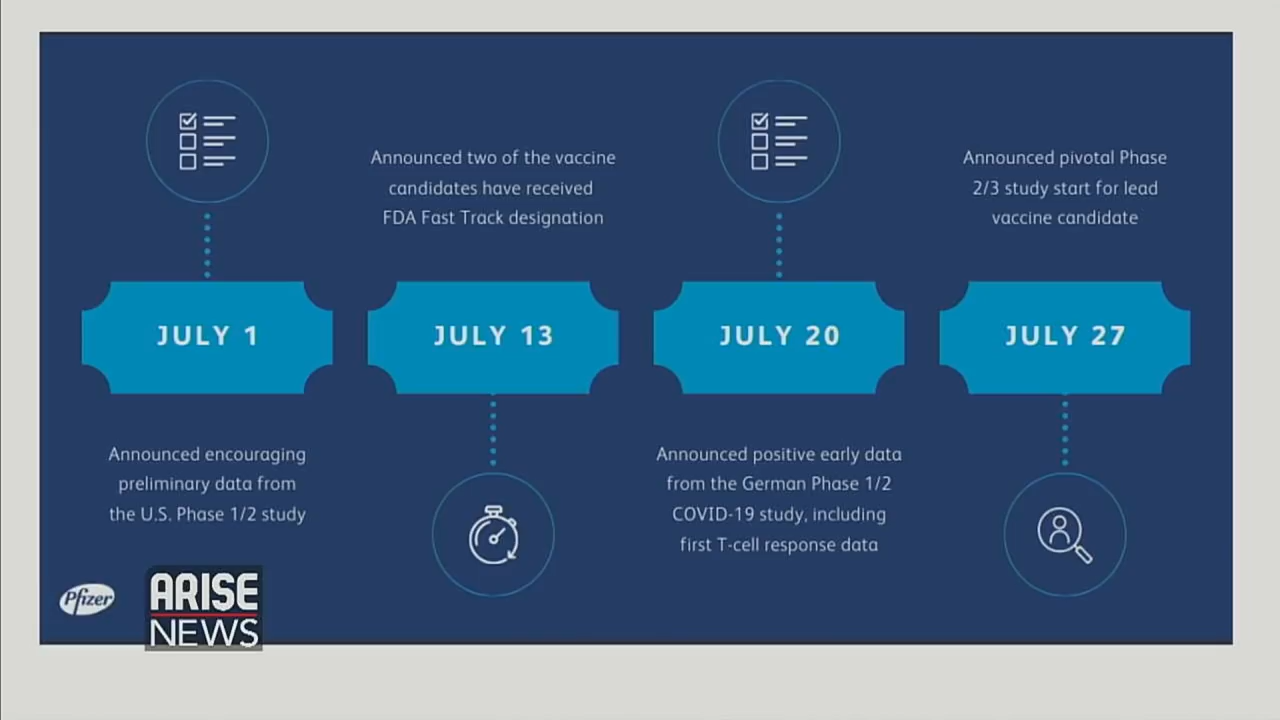 Announced two of the vaccine
candidates have received
FDA Fast Track designation
Announced pivotal Phase
2/3 study start for lead
vaccine candidate
JULY 1
JULY 13
JULY 20
JULY 27
Announced encouraging
preliminary data from
the U.S. Phase 1/2 study
Announced positive early data
from the German Phase 1/2
COVID-19 study, including
first T-cell response data
Pfizer
ARISE
NEWS